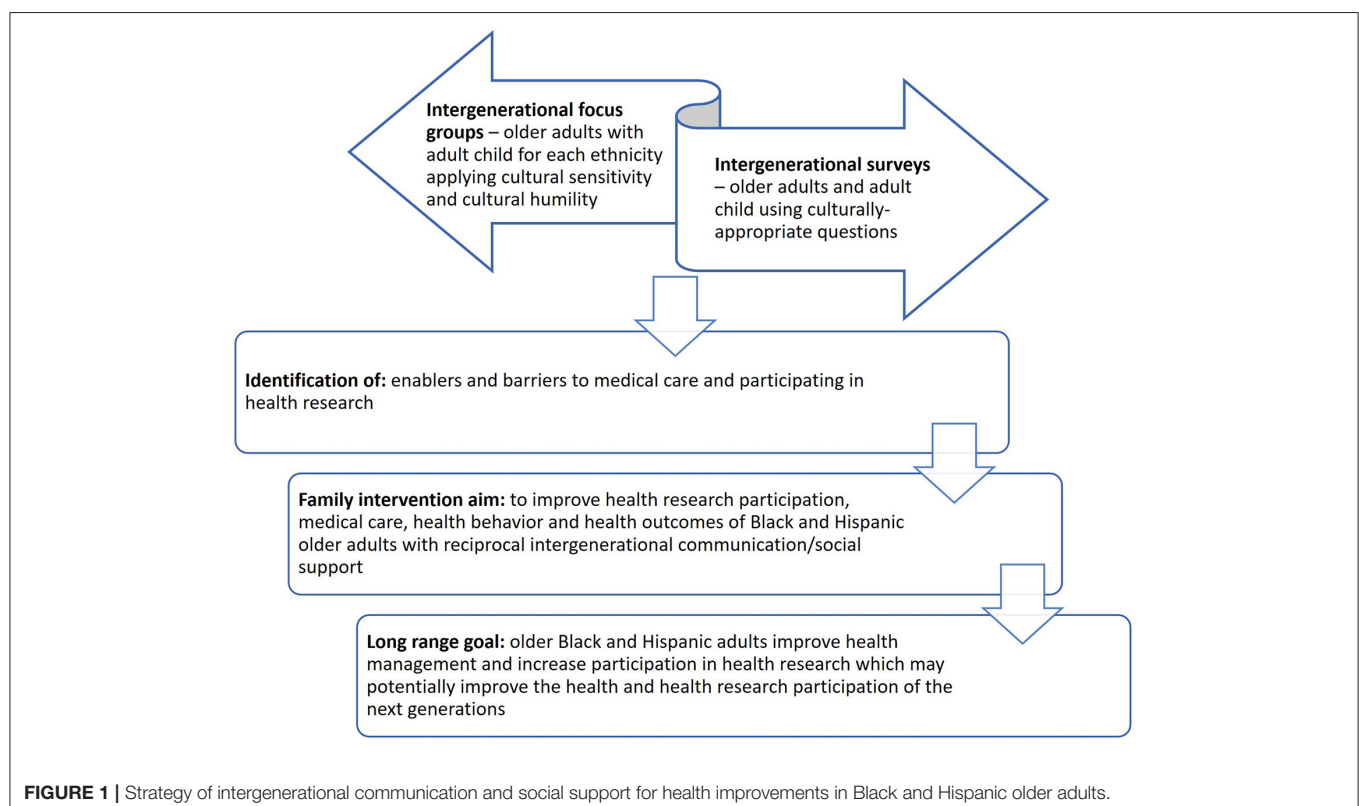 Intergenerational focus
groups – older adults with
adult child for each ethnicity
applying cultural sensitivity
and cultural humility
Intergenerational surveys
– older adults and adult
child using culturally-
appropriate questions
Identification of: enablers and barriers to medical care and participating in
health research
Family intervention aim: to improve health research participation,
medical care, health behavior and health outcomes of Black and Hispanic
older adults with reciprocal intergenerational communication/social
support
Long range goal: older Black and Hispanic adults improve health
management and increase participation in health research which may
potentially improve the health and health research participation of the
next generations
FIGURE 1 | Strategy of intergenerational communication and social support for health improvements in Black and Hispanic older adults.